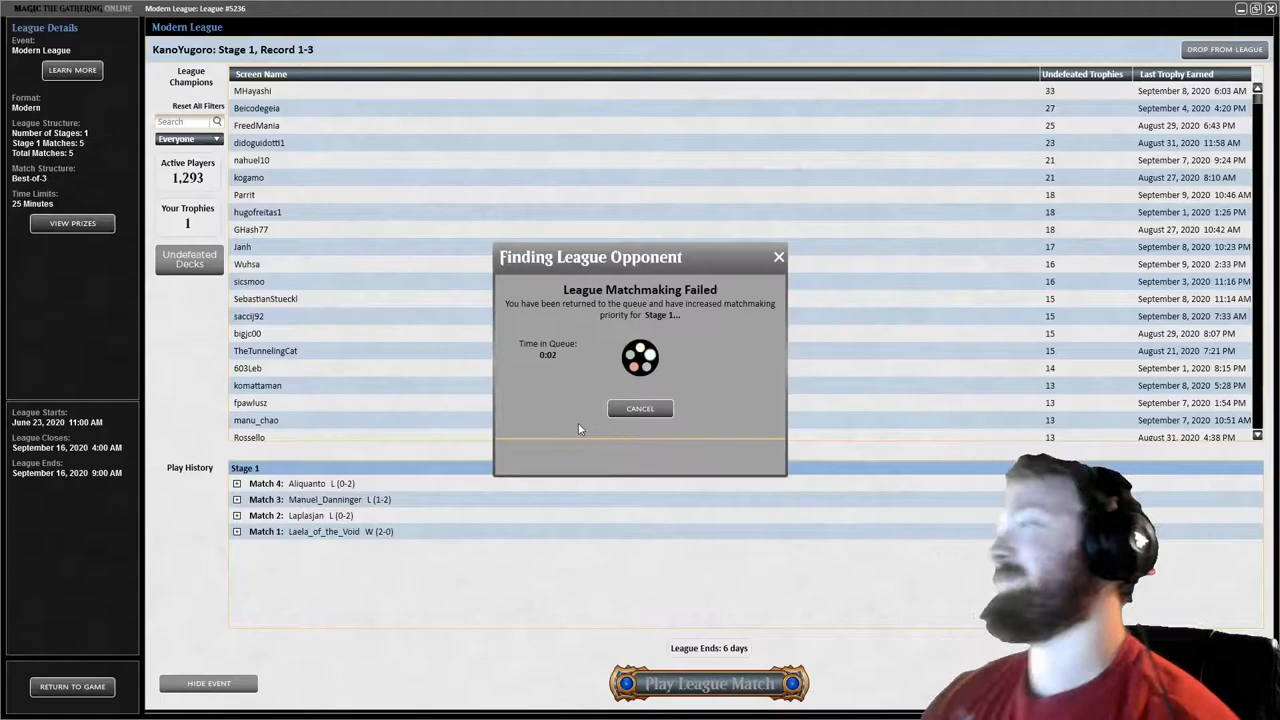 MAGIC THE GATHERING ONLINE
Modern League: League #5236
League Details
Event:
Modern League
LEARN MORE
Format:
Modern
League Structure:
Number of Stages: 1
Stage 1 Matches: 5
Total Matches: 5
Match Structure:
Best-of-3
Time Limits:
25 Minutes
VIEW PRIZES
League Starts:
June 23, 2020 11:00 AM
League Closes:
September 16, 2020 4:00 AM
League Ends:
September 16, 2020 9:00 AM
RETURN TO GAME
Modern League
KanoYugoro: Stage 1, Record 1-3
DROP FROM LEAGUE
League
Champions
Reset All Filters
Search
Everyone
Active Players
1,293
Your Trophies
1
Undefeated
Decks
Screen Name Undefeated Trophies Last Trophy Earned
MHayashi 33 September 8, 2020 6:03 AM
Beicodegeia 27 September 4, 2020 4:20 PM
FreedMania 25 August 29, 2020 6:43 PM
didoguidotti1 23 August 31, 2020 11:58 AM
nahuel10 21 September 7, 2020 9:24 PM
kogamo 21 August 27, 2020 8:10 AM
Parrit 18 September 9, 2020 10:46 AM
hugofreitas1 18 September 1, 2020 1:26 PM
GHash77 18 August 27, 2020 10:42 AM
Janh 17 September 8, 2020 10:23 PM
Wuhsa 16 September 9, 2020 2:33 PM
sicsmoo 16 September 3, 2020 11:16 PM
SebastianStueckl 15 September 8, 2020 11:14 AM
saccij92 15 September 8, 2020 7:33 AM
bigjc00 15 August 29, 2020 8:07 PM
TheTunnelingCat 15 August 21, 2020 7:21 PM
603Leb 14 September 9, 2020 1:26 AM
komattaman 13 September 8, 2020 5:28 PM
fpawlusz 13 September 7, 2020 1:54 PM
manu_chao 13 September 7, 2020 10:51 AM
Rossello 13 August 31, 2020 4:38 PM
Finding League Opponent
League Matchmaking Failed
You have been returned to the queue and have increased matchmaking
priority for Stage 1...
Time in Queue:
0:02
CANCEL
Play History
Stage 1
Match 4: Aliquanto L (0-2)
Match 3: Manuel_Danninger L (1-2)
Match 2: Laplasjan L (0-2)
Match 1: Laela_of_the_Void W (2-0)
League Ends: 6 days
HIDE EVENT
Play League Match